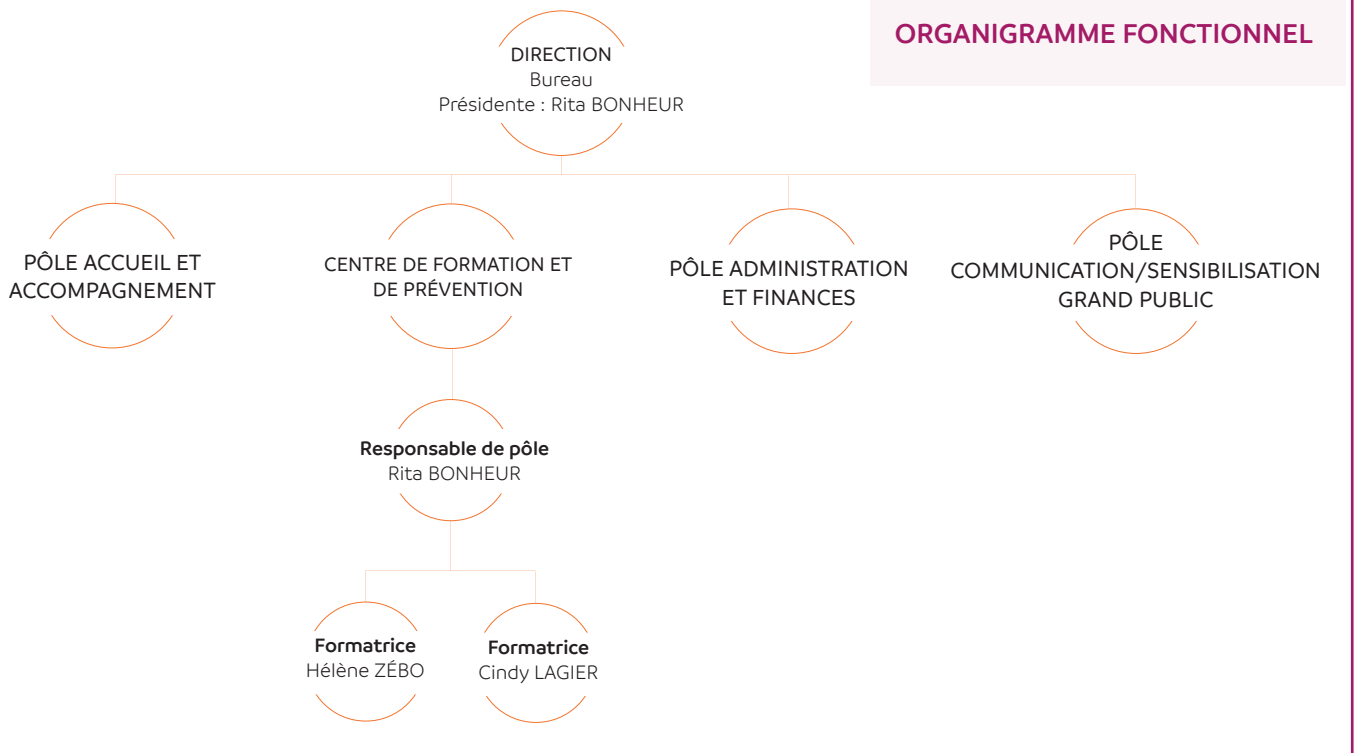 ORGANIGRAMME FONCTIONNEL
DIRECTION
Bureau
Présidente : Rita BONHEUR
PÔLE ACCUEIL ET
ACCOMPAGNEMENT
CENTRE DE FORMATION ET
DE PRÉVENTION
PÔLE ADMINISTRATION
ET FINANCES
PÔLE
COMMUNICATION/SENSIBILISATION
GRAND PUBLIC
Responsable de pôle
Rita BONHEUR
Formatrice
Hélène ZÉBO
Formatrice
Cindy LAGIER